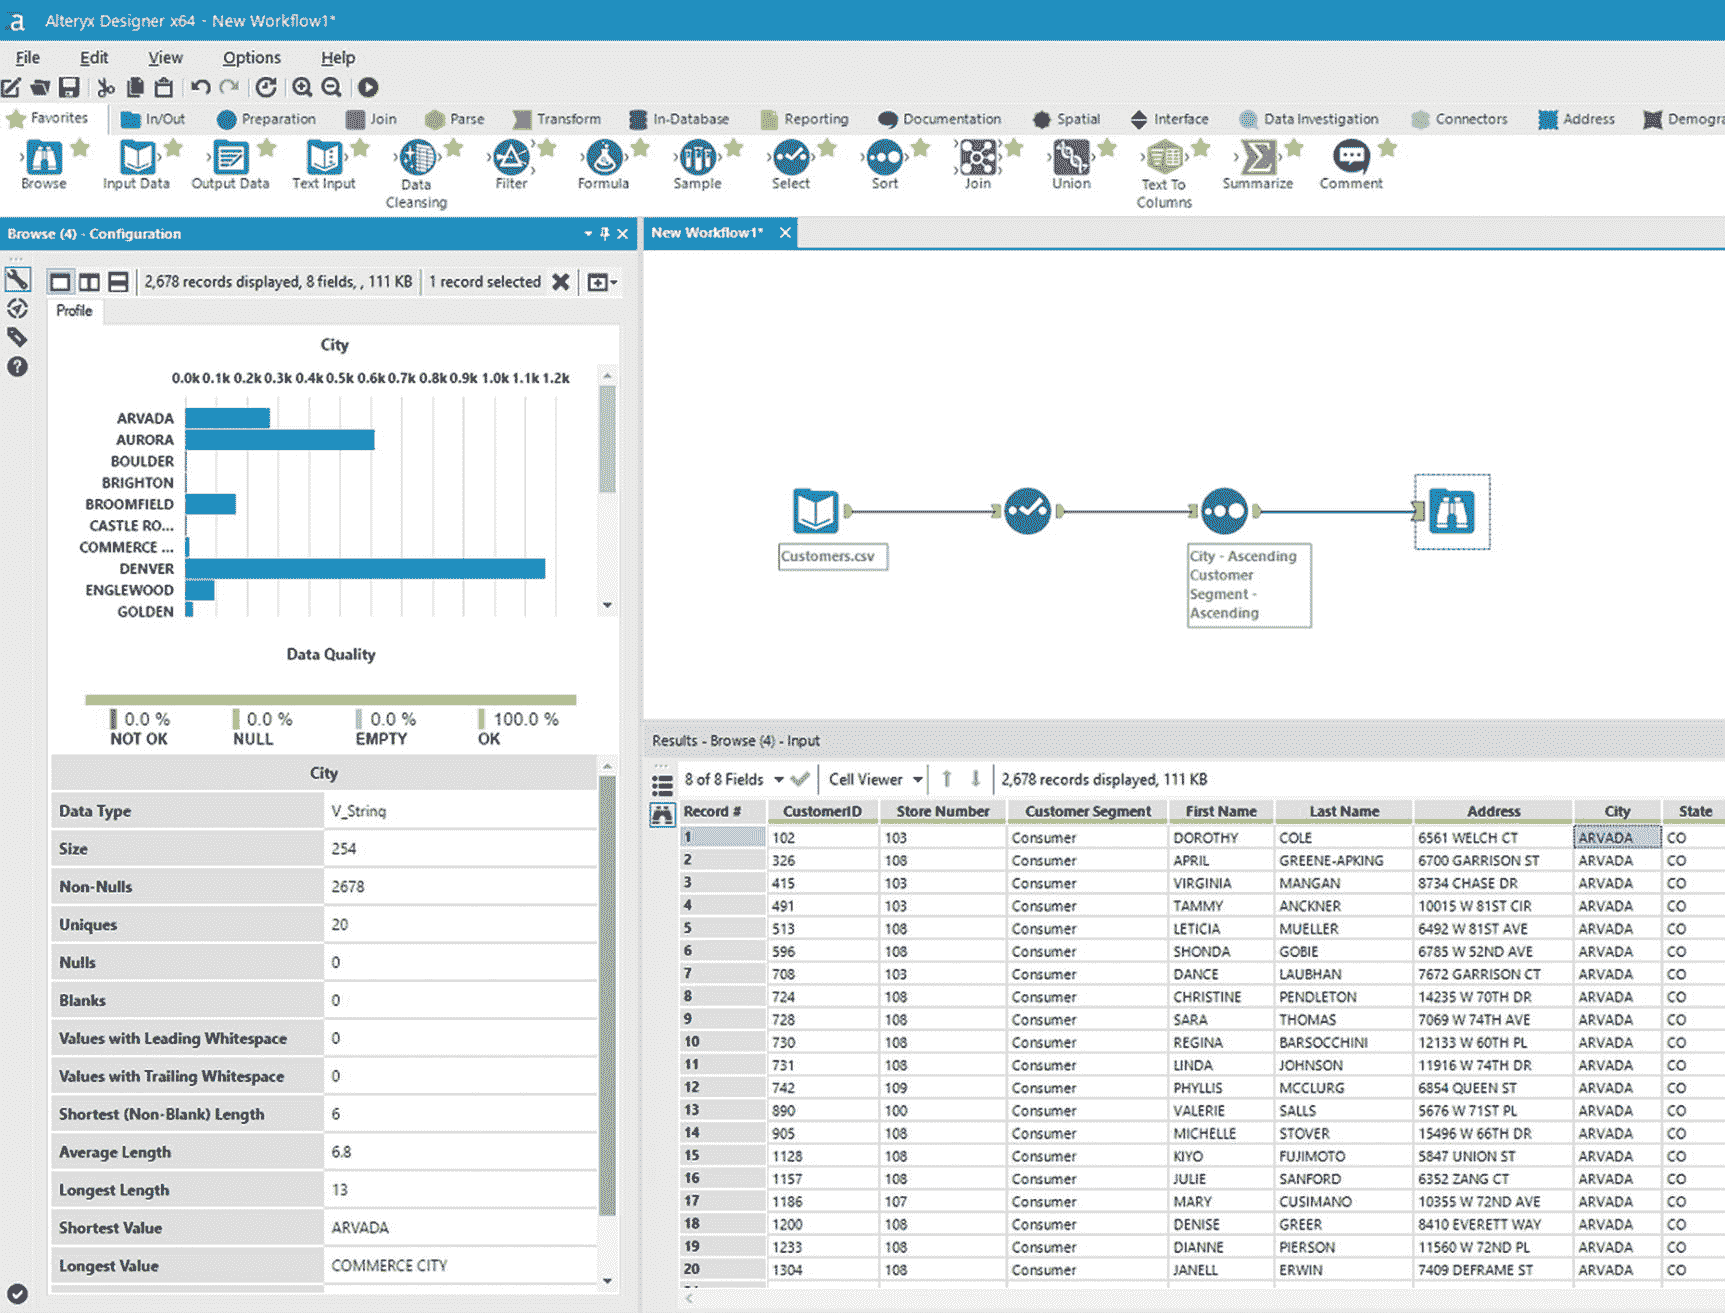 a Alteryx Designer x64 - New Workflow1*
File Edit View Options Help
Favorites In/Out Preparation Join Parse Transform In-Database Reporting Documentation Spatial Interface Data Investigation Connectors Address Demogra
Browse Input Data Output Data Text Input Data Cleansing Filter Formula Sample Select Sort Join Union Text To Columns Summarize Comment
Browse (4) - Configuration
New Workflow1*
2,678 records displayed, 8 fields, , 111 KB 1 record selected
Profile
City
0.0k 0.1k 0.2k 0.3k 0.4k 0.5k 0.6k 0.7k 0.8k 0.9k 1.0k 1.1k 1.2k
ARVADA
AURORA
BOULDER
BRIGHTON
BROOMFIELD
CASTLE RO...
COMMERCE ...
DENVER
ENGLEWOOD
GOLDEN
Data Quality
0.0 % 0.0 % 0.0 % 100.0 %
NOT OK NULL EMPTY OK
City
Data Type V_String
Size 254
Non-Nulls 2678
Uniques 20
Nulls 0
Blanks 0
Values with Leading Whitespace 0
Values with Trailing Whitespace 0
Shortest (Non-Blank) Length 6
Average Length 6.8
Longest Length 13
Shortest Value ARVADA
Longest Value COMMERCE CITY
Customers.csv
City - Ascending
Customer
Segment -
Ascending
Results - Browse (4) - Input
8 of 8 Fields Cell Viewer 2,678 records displayed, 111 KB
Record # CustomerID Store Number Customer Segment First Name Last Name Address City State
1 102 103 Consumer DOROTHY COLE 6561 WELCH CT ARVADA CO
2 326 108 Consumer APRIL GREENE-APKING 6700 GARRISON ST ARVADA CO
3 415 103 Consumer VIRGINIA MANGAN 8734 CHASE DR ARVADA CO
4 491 103 Consumer TAMMY ANCKNER 10015 W 81ST CIR ARVADA CO
5 513 108 Consumer LETICIA MUELLER 6492 W 81ST AVE ARVADA CO
6 596 108 Consumer SHONDA GOBIE 6785 W 52ND AVE ARVADA CO
7 708 103 Consumer DANCE LAUBHAN 7672 GARRISON CT ARVADA CO
8 724 108 Consumer CHRISTINE PENDLETON 14235 W 70TH DR ARVADA CO
9 728 108 Consumer SARA THOMAS 7069 W 74TH AVE ARVADA CO
10 730 108 Consumer REGINA BARSOCCHINI 12133 W 60TH PL ARVADA CO
11 731 108 Consumer LINDA JOHNSON 11916 W 74TH DR ARVADA CO
12 742 109 Consumer PHYLLIS MCCLURG 6854 QUEEN ST ARVADA CO
13 890 100 Consumer VALERIE SALLS 5676 W 71ST PL ARVADA CO
14 905 108 Consumer MICHELLE STOVER 15496 W 66TH DR ARVADA CO
15 1128 108 Consumer KIYO FUJIMOTO 5847 UNION ST ARVADA CO
16 1157 108 Consumer JULIE SANFORD 6352 ZANG CT ARVADA CO
17 1186 107 Consumer MARY CUSIMANO 10355 W 72ND AVE ARVADA CO
18 1200 108 Consumer DENISE GREER 8410 EVERETT WAY ARVADA CO
19 1233 108 Consumer DIANNE PIERSON 11560 W 72ND PL ARVADA CO
20 1304 108 Consumer JANELL ERWIN 7409 DEFRAME ST ARVADA CO